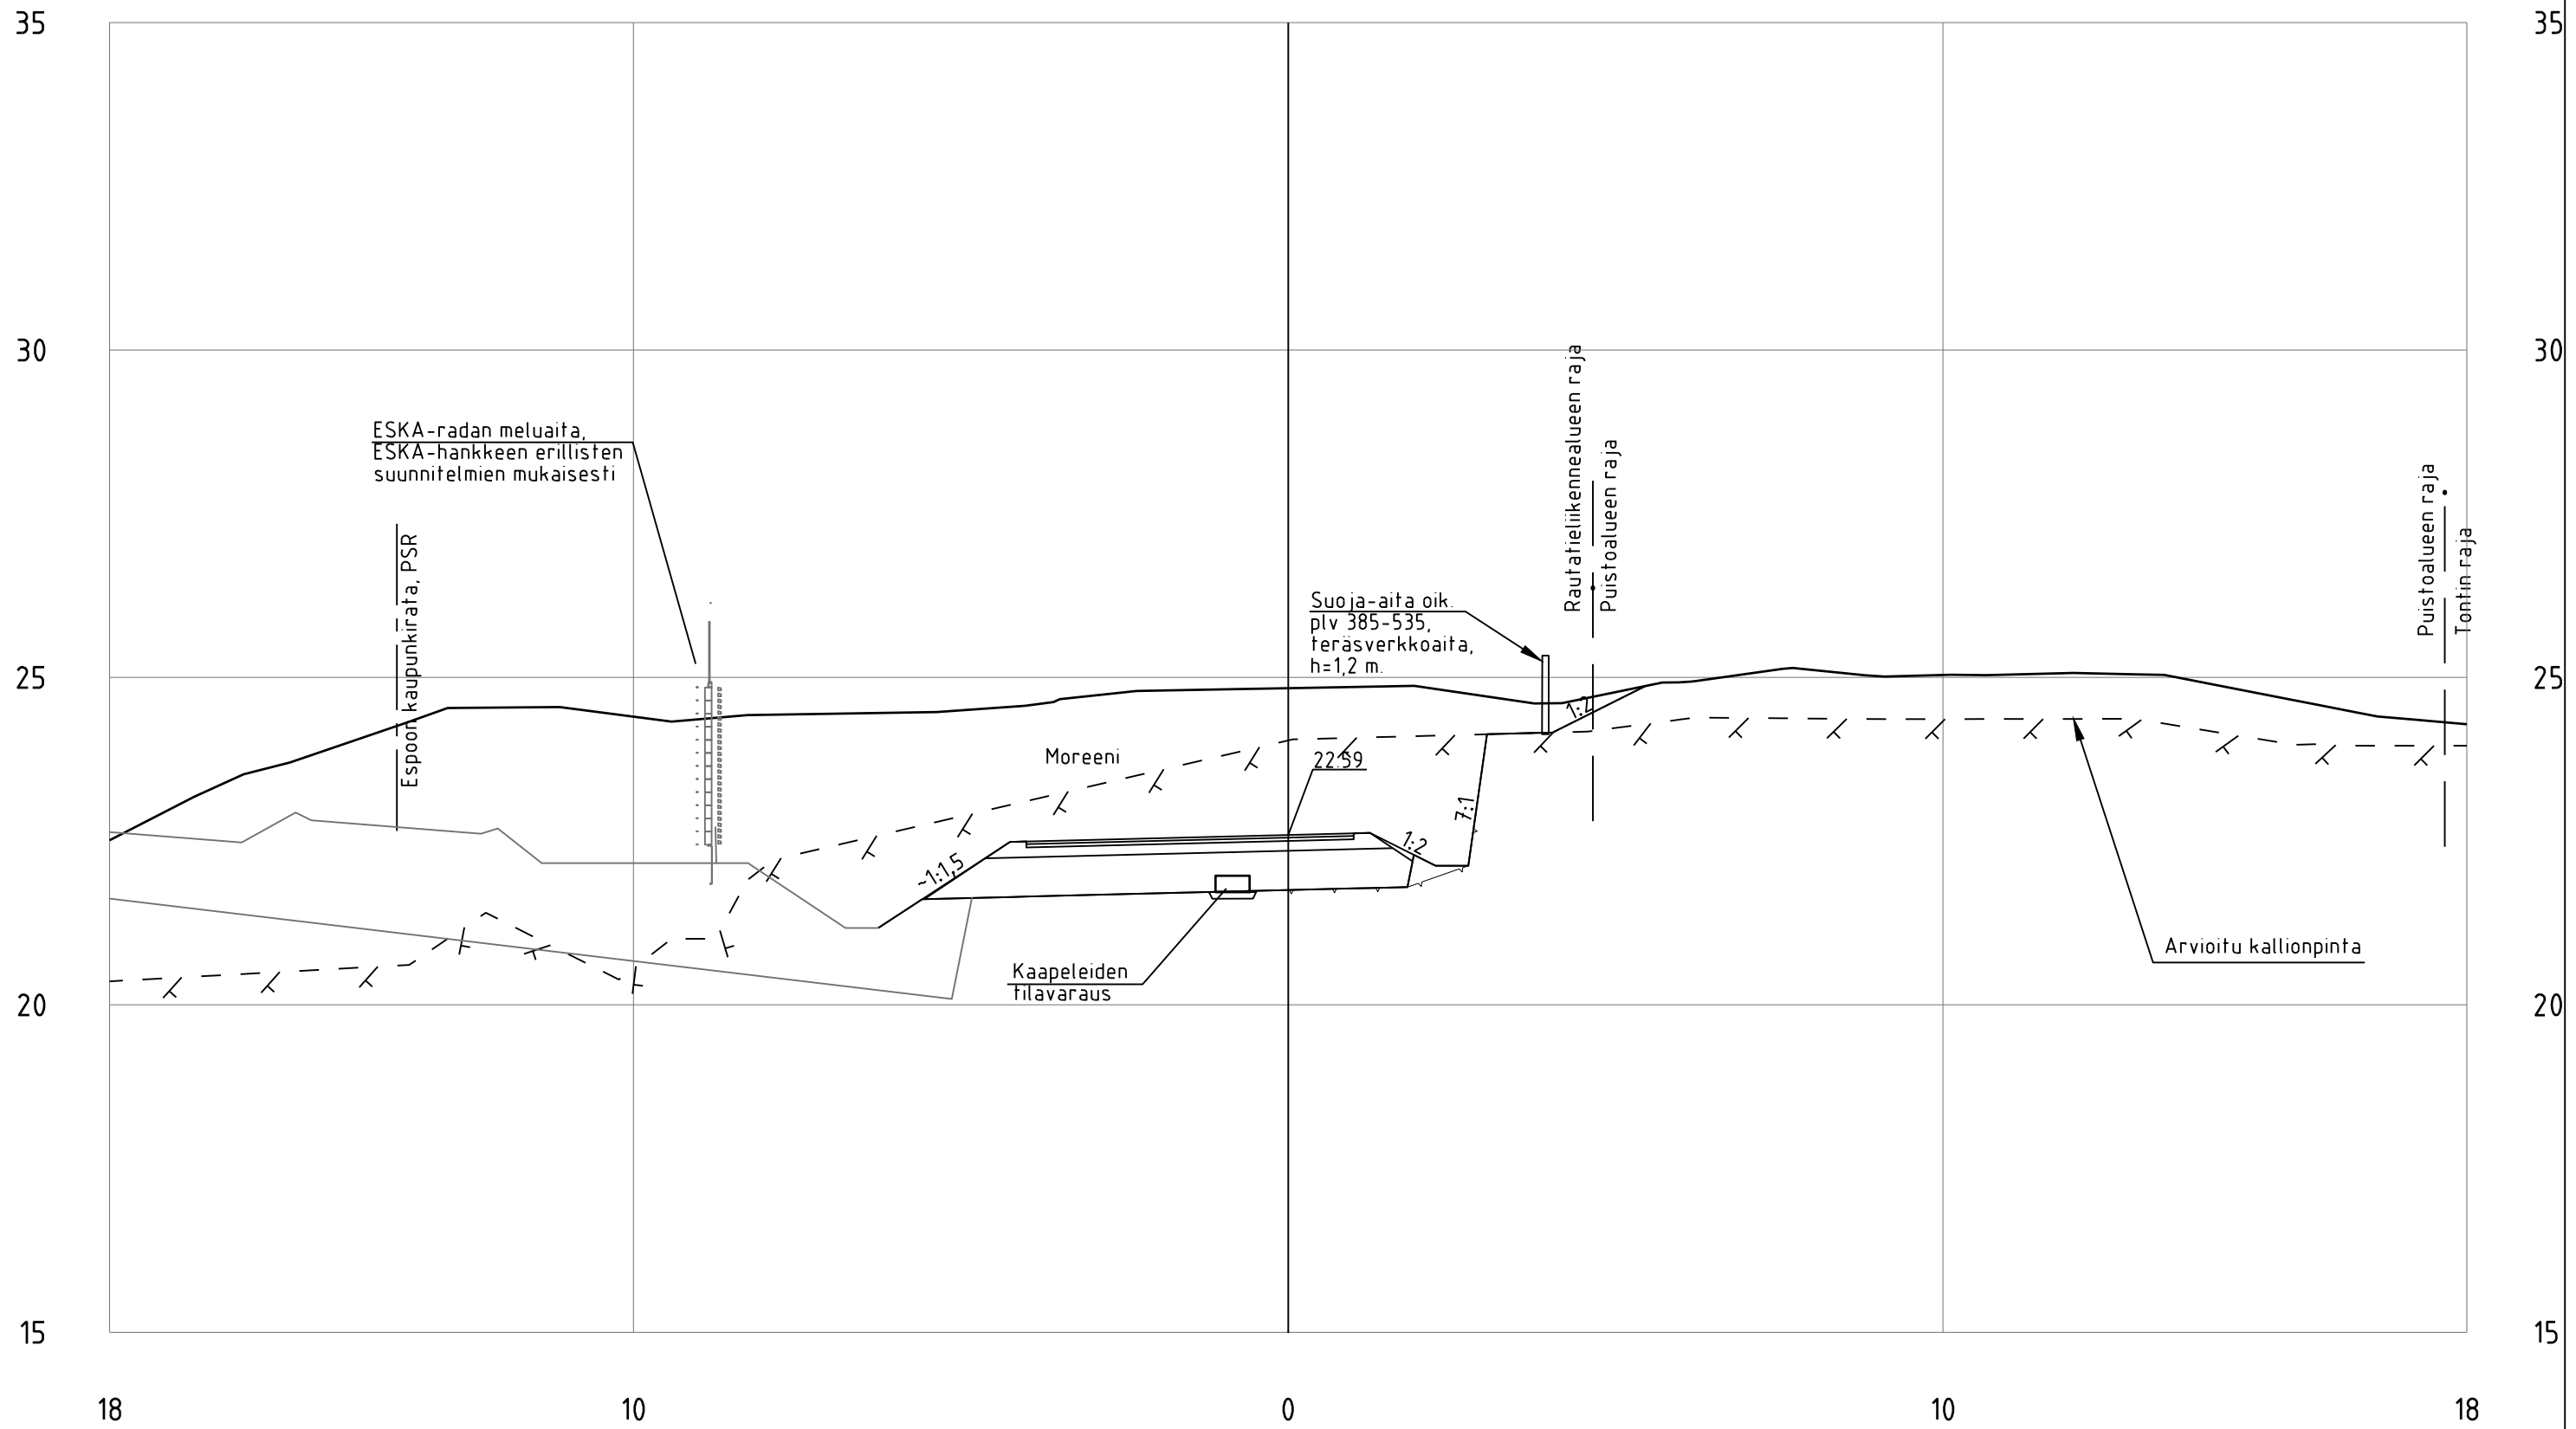 35
35
30
30
25
25
20
20
15
15
18
10
0
10
18
ESKA-radan meluaita,
ESKA-hankkeen erillisten
suunnitelmien mukaisesti
Espoon kaupunkirata, PSR
Moreeni
Suoja-aita oik.
plv 385-535,
teräsverkkoaita,
h=1,2 m.
Rautatieliikennealueen raja
Puistoalueen raja
Puistoalueen raja
Tontin raja
22.59
1:2
7:1
1:2
~1:1,5
Kaapeleiden
tilavaraus
Arvioitu kallionpinta